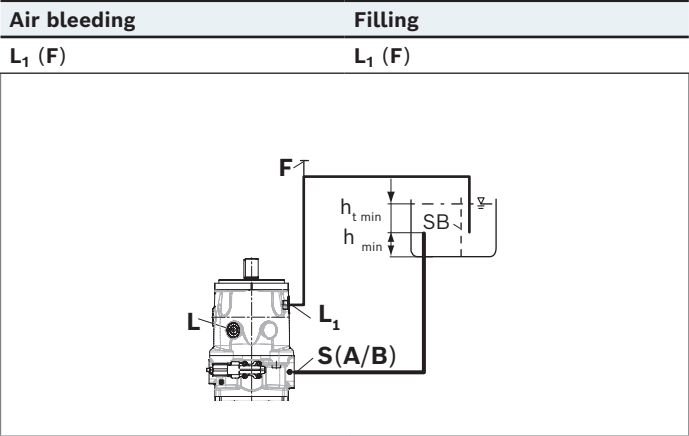 Air bleeding Filling
L₁ (F) L₁ (F)
F
hₜ ₘᵢₙ
SB
h ₘᵢₙ
L
L₁
S(A/B)